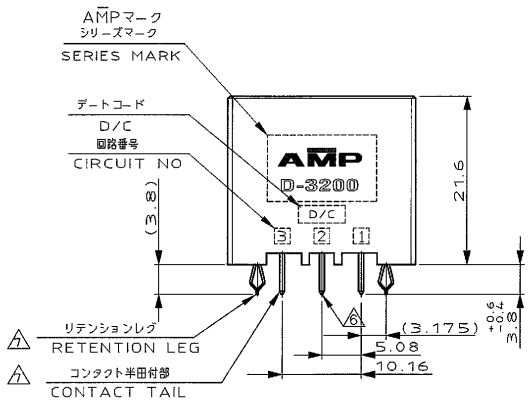 AMPマーク
シリーズマーク
SERIES MARK
デートコード
D/C
回路番号
CIRCUIT NO
AMP
D-3200
D/C
3 2 1
21.6
(3.8)
3.8 +0.6 -0.4
6
(3.175)
5.08
10.16
7 リテンションレグ
RETENTION LEG
7 コンタクト半田付部
CONTACT TAIL